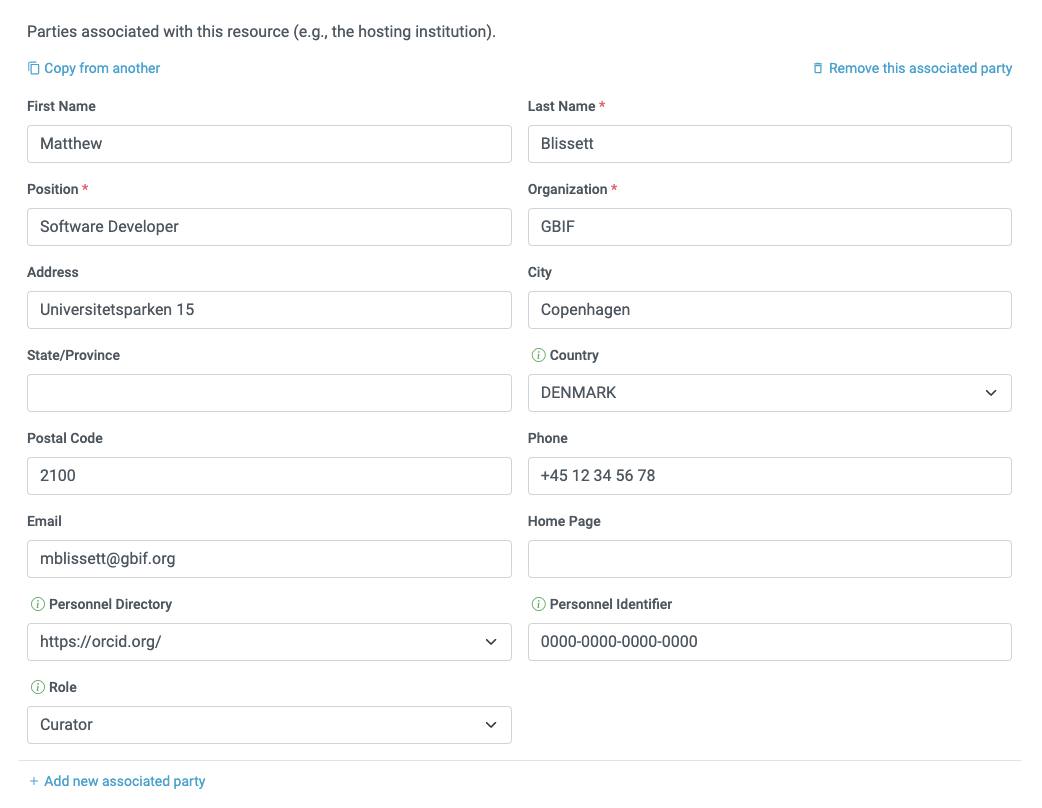 Parties associated with this resource (e.g., the hosting institution).
Copy from another
Remove this associated party
First Name
Last Name *
Matthew
Blissett
Position *
Organization *
Software Developer
GBIF
Address
City
Universitetsparken 15
Copenhagen
State/Province
Country
DENMARK
Postal Code
Phone
2100
+45 12 34 56 78
Email
Home Page
mblissett@gbif.org
Personnel Directory
Personnel Identifier
https://orcid.org/
0000-0000-0000-0000
Role
Curator
+ Add new associated party